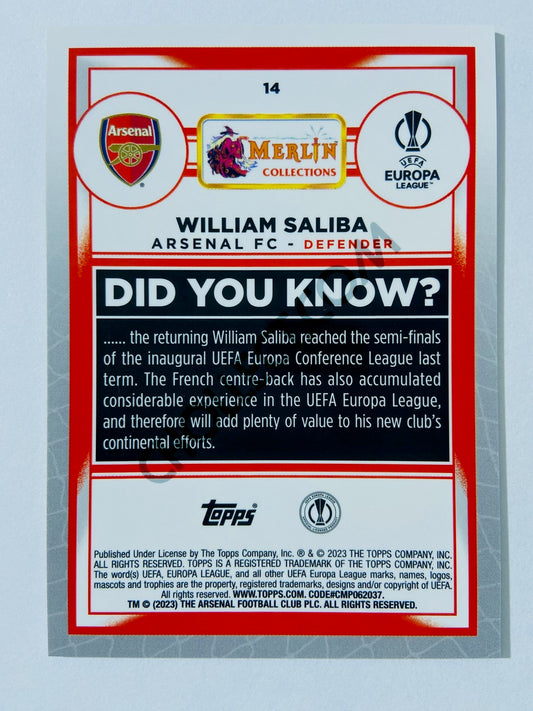 14
Arsenal
MERLIN
COLLECTIONS
UEFA
EUROPA
LEAGUE™
WILLIAM SALIBA
ARSENAL FC - DEFENDER
DID YOU KNOW?
...... the returning William Saliba reached the semi-finals
of the inaugural UEFA Europa Conference League last
term. The French centre-back has also accumulated
considerable experience in the UEFA Europa League,
and therefore will add plenty of value to his new club's
continental efforts.
topps
Published Under License by The Topps Company, Inc. ® & © 2023 THE TOPPS COMPANY, INC.
ALL RIGHTS RESERVED. TOPPS IS A REGISTERED TRADEMARK OF THE TOPPS COMPANY, INC.
The word(s) UEFA, EUROPA LEAGUE, and all other UEFA Europa League marks, names, logos,
mascots and trophies are the property, registered trademarks, designs and/or copyright of UEFA.
All rights reserved. WWW.TOPPS.COM. CODE#CMP062037.
TM © (2023) THE ARSENAL FOOTBALL CLUB PLC. ALL RIGHTS RESERVED.